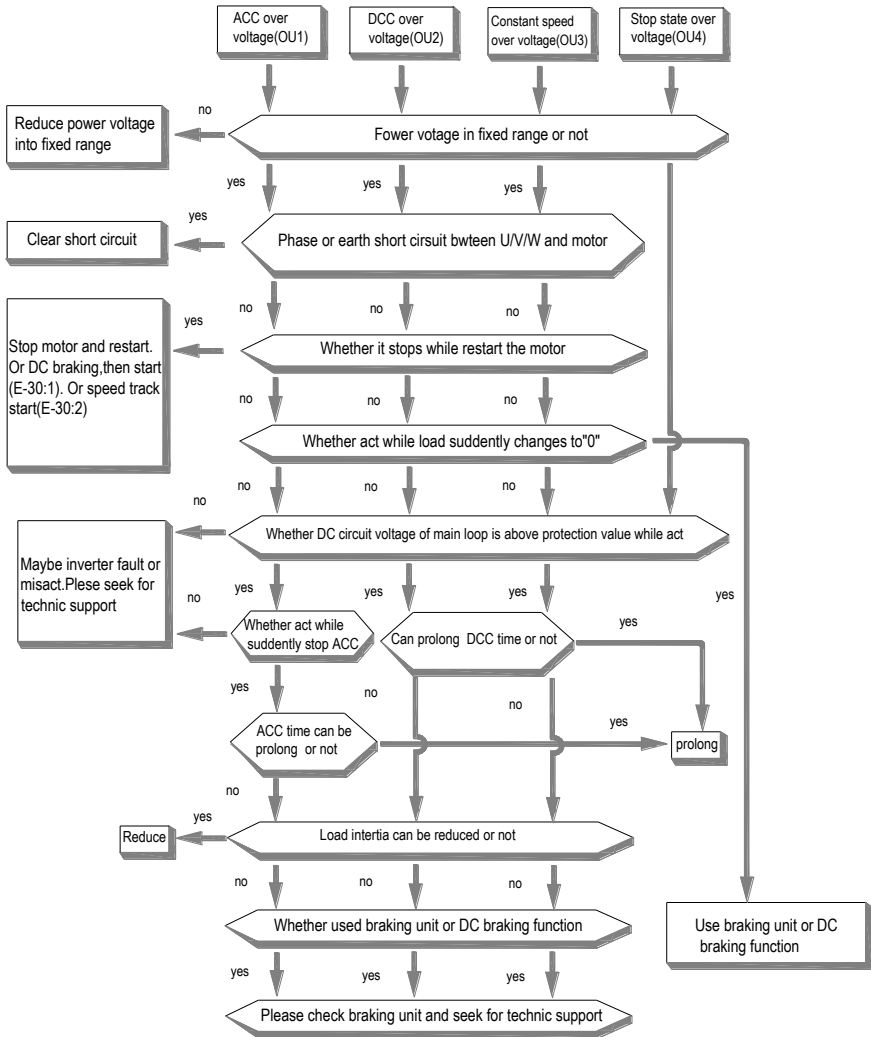 ACC over
voltage(OU1)
DCC over
voltage(OU2)
Constant speed
over voltage(OU3)
Stop state over
voltage(OU4)
no
Reduce power voltage
into fixed range
Fower votage in fixed range or not
yes
yes
yes
yes
Clear short circuit
Phase or earth short circuit bwteen U/V/W and motor
no
no
no
yes
Stop motor and restart.
Or DC braking,then start
(E-30:1). Or speed track
start(E-30:2)
Whether it stops while restart the motor
no
no
no
Whether act while load suddently changes to"0"
no
no
no
no
Whether DC circuit voltage of main loop is above protection value while act
Maybe inverter fault or
misact.Plese seek for
technic support
yes
yes
yes
yes
no
Whether act while
suddently stop ACC
Can prolong DCC time or not
yes
yes
no
no
ACC time can be
prolong or not
yes
prolong
no
yes
Reduce
Load intertia can be reduced or not
no
no
no
Whether used braking unit or DC braking function
Use braking unit or DC
braking function
yes
yes
yes
Please check braking unit and seek for technic support